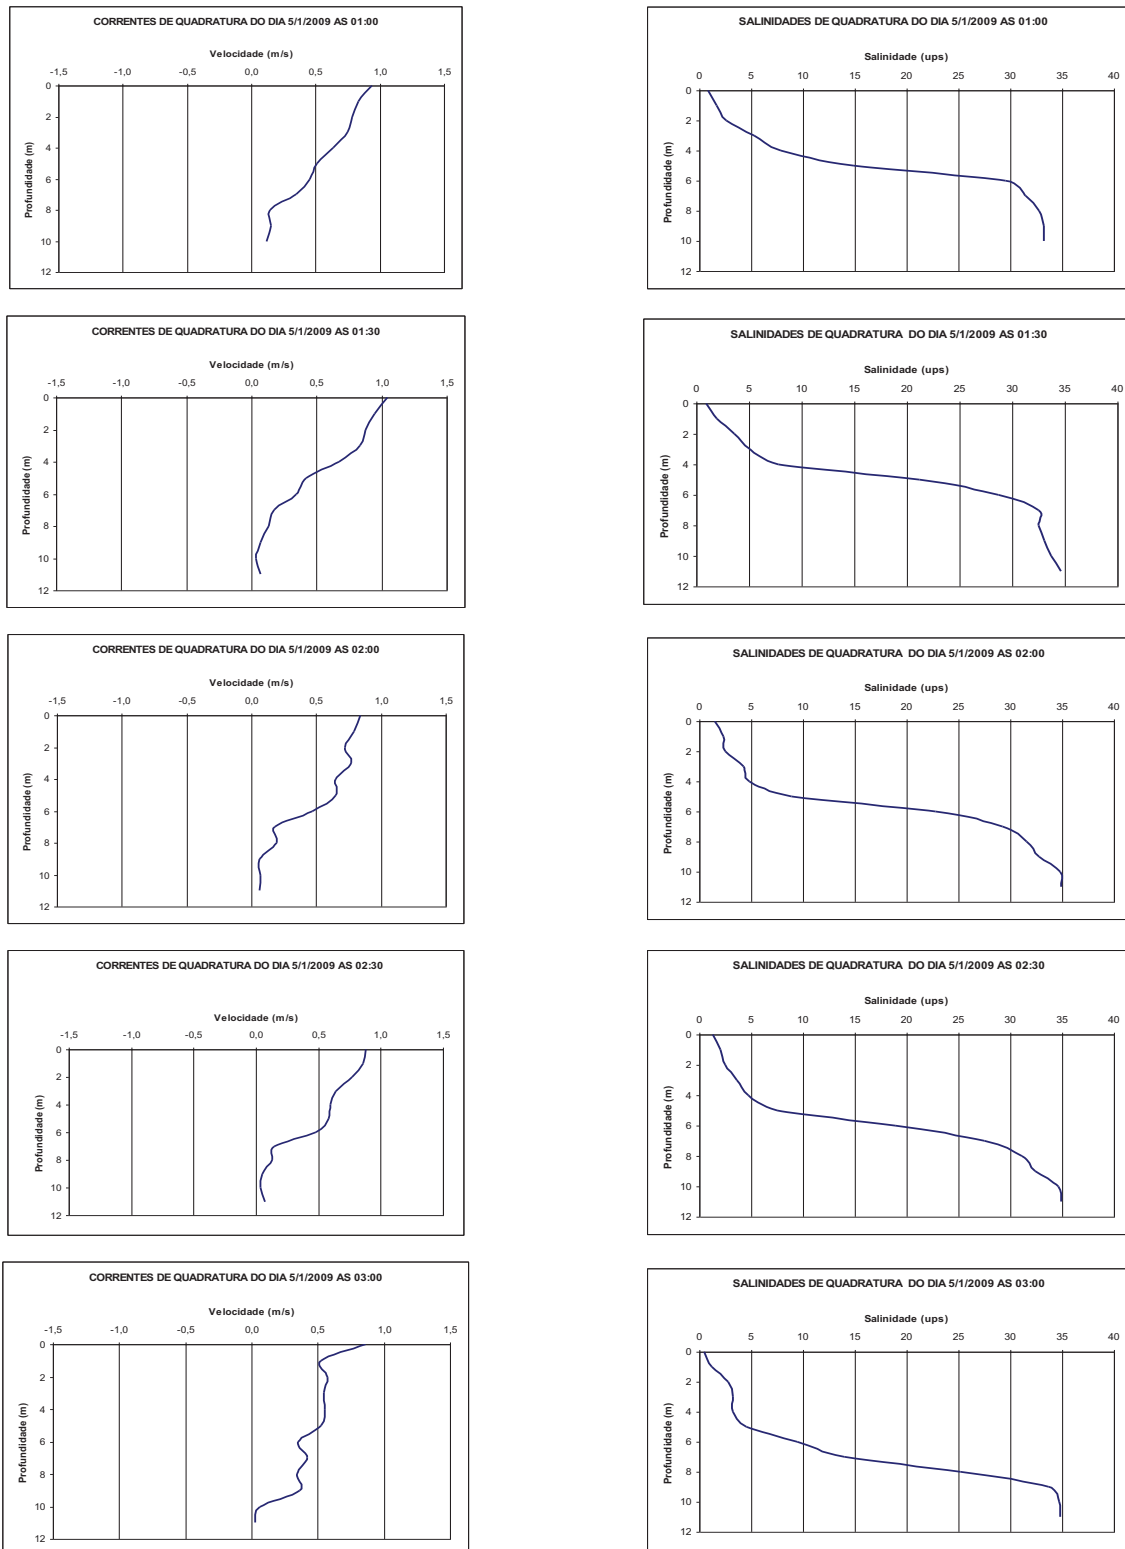 CORRENTES DE QUADRATURA DO DIA 5/1/2009 AS 01:00
Velocidade (m/s)
-1,5 -1,0 -0,5 0,0 0,5 1,0 1,5
0
2
4
6
8
10
12
Profundidade (m)
SALINIDADES DE QUADRATURA DO DIA 5/1/2009 AS 01:00
Salinidade (ups)
0 5 10 15 20 25 30 35 40
0
2
4
6
8
10
12
Profundidade (m)
CORRENTES DE QUADRATURA DO DIA 5/1/2009 AS 01:30
Velocidade (m/s)
-1,5 -1,0 -0,5 0,0 0,5 1,0 1,5
0
2
4
6
8
10
12
Profundidade (m)
SALINIDADES DE QUADRATURA DO DIA 5/1/2009 AS 01:30
Salinidade (ups)
0 5 10 15 20 25 30 35 40
0
2
4
6
8
10
12
Profundidade (m)
CORRENTES DE QUADRATURA DO DIA 5/1/2009 AS 02:00
Velocidade (m/s)
-1,5 -1,0 -0,5 0,0 0,5 1,0 1,5
0
2
4
6
8
10
12
Profundidade (m)
SALINIDADES DE QUADRATURA DO DIA 5/1/2009 AS 02:00
Salinidade (ups)
0 5 10 15 20 25 30 35 40
0
2
4
6
8
10
12
Profundidade (m)
CORRENTES DE QUADRATURA DO DIA 5/1/2009 AS 02:30
Velocidade (m/s)
-1,5 -1,0 -0,5 0,0 0,5 1,0 1,5
0
2
4
6
8
10
12
Profundidade (m)
SALINIDADES DE QUADRATURA DO DIA 5/1/2009 AS 02:30
Salinidade (ups)
0 5 10 15 20 25 30 35 40
0
2
4
6
8
10
12
Profundidade (m)
CORRENTES DE QUADRATURA DO DIA 5/1/2009 AS 03:00
Velocidade (m/s)
-1,5 -1,0 -0,5 0,0 0,5 1,0 1,5
0
2
4
6
8
10
12
Profundidade (m)
SALINIDADES DE QUADRATURA DO DIA 5/1/2009 AS 03:00
Salinidade (ups)
0 5 10 15 20 25 30 35 40
0
2
4
6
8
10
12
Profundidade (m)